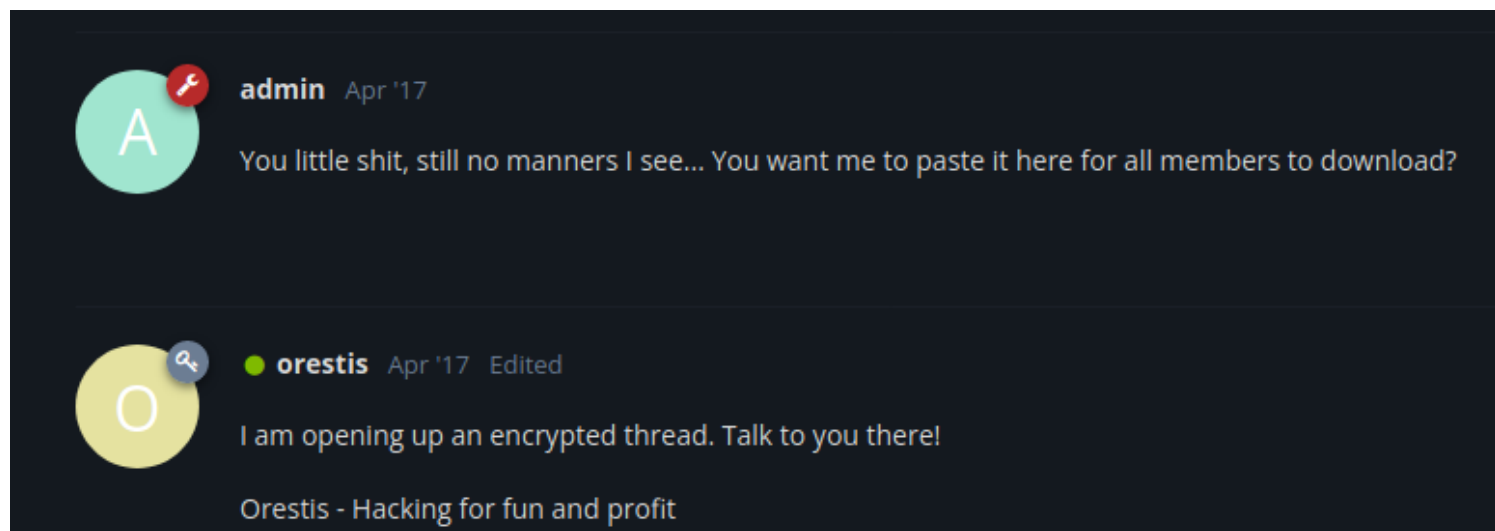 A
admin Apr '17
You little shit, still no manners I see... You want me to paste it here for all members to download?
O
orestis Apr '17 Edited
I am opening up an encrypted thread. Talk to you there!
Orestis - Hacking for fun and profit